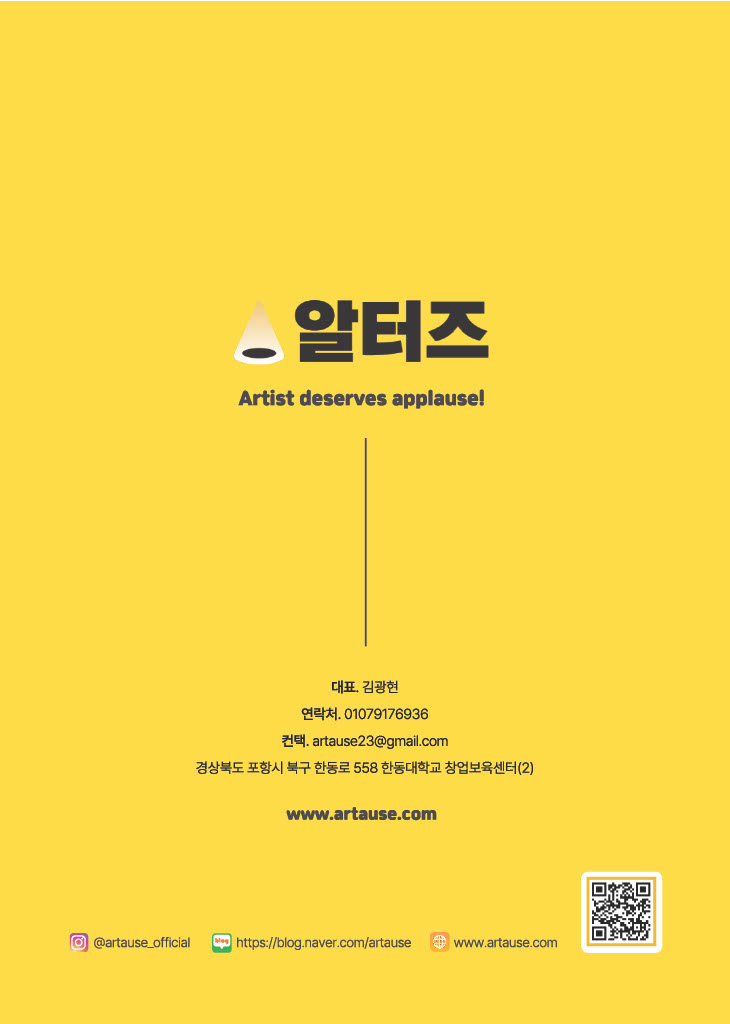 알터즈
Artist deserves applause!
대표. 김광현
연락처. 01079176936
컨택. artause23@gmail.com
경상북도 포항시 북구 한동로 558 한동대학교 창업보육센터(2)
www.artause.com
@artause_official
blog
https://blog.naver.com/artause
www.artause.com